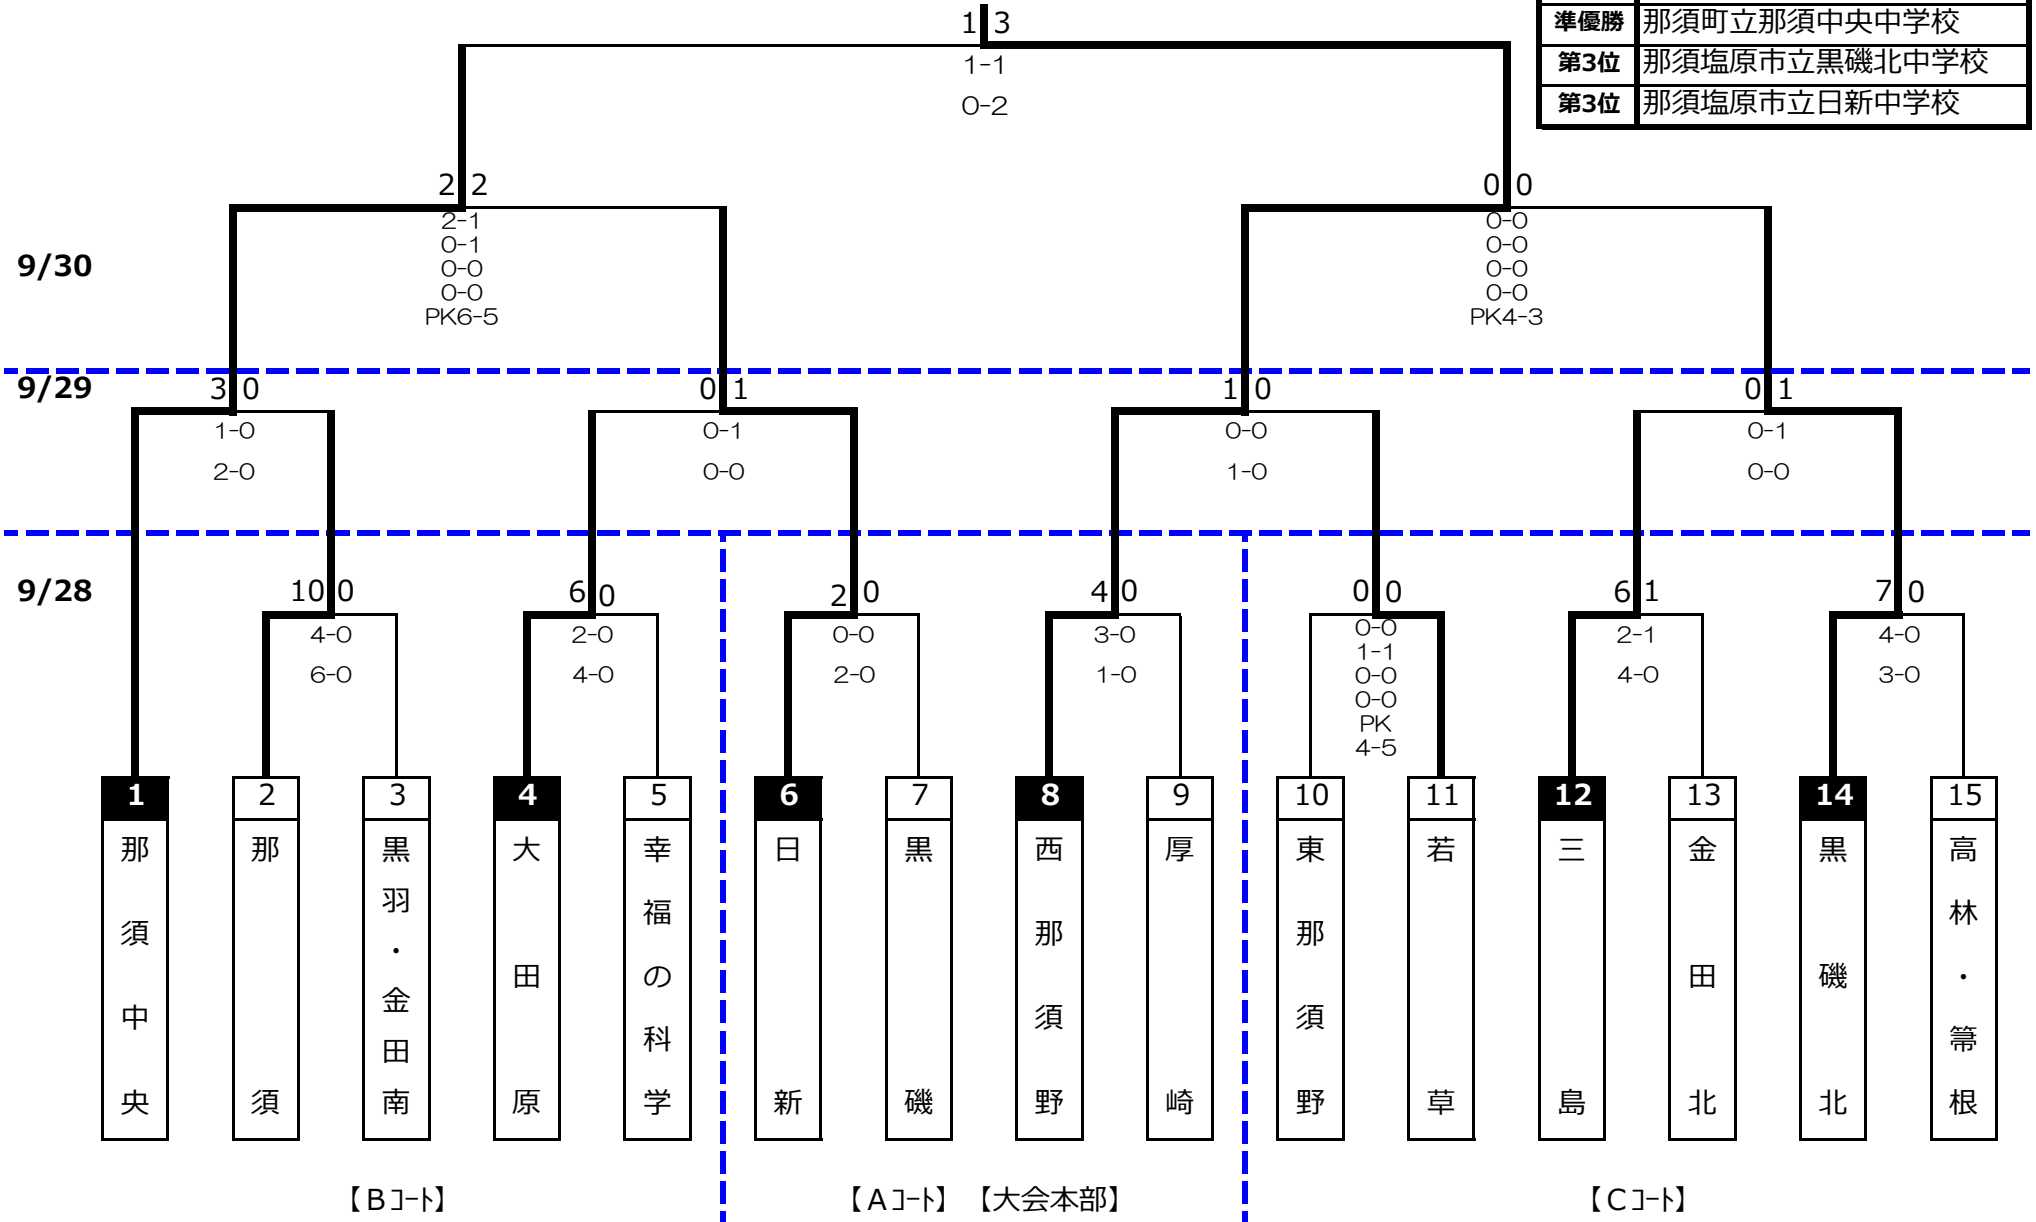 1 3
準優勝 那須町立那須中央中学校
1-1
第3位 那須塩原市立黒磯北中学校
0-2
第3位 那須塩原市立日新中学校
2 2
0 0
2-1
0-0
0-1
0-0
9/30
0-0
0-0
0-0
0-0
PK6-5
PK4-3
9/29
3 0
0 1
1 0
0 1
1-0
0-1
0-0
0-1
2-0
0-0
1-0
0-0
9/28
10 0
6 0
2 0
4 0
0 0
6 1
7 0
4-0
2-0
0-0
3-0
0-0
1-1
0-0
0-0
PK
4-5
2-1
4-0
6-0
4-0
2-0
1-0
4-0
3-0
1
2
3
4
5
6
7
8
9
10
11
12
13
14
15
那須中央
那須
黒羽・金田南
大田原
幸福の科学
日新
黒磯
西那須野
厚崎
東那須野
若草
三島
金田北
黒磯北
高林・箒根
【Bコート】
【Aコート】【大会本部】
【Cコート】